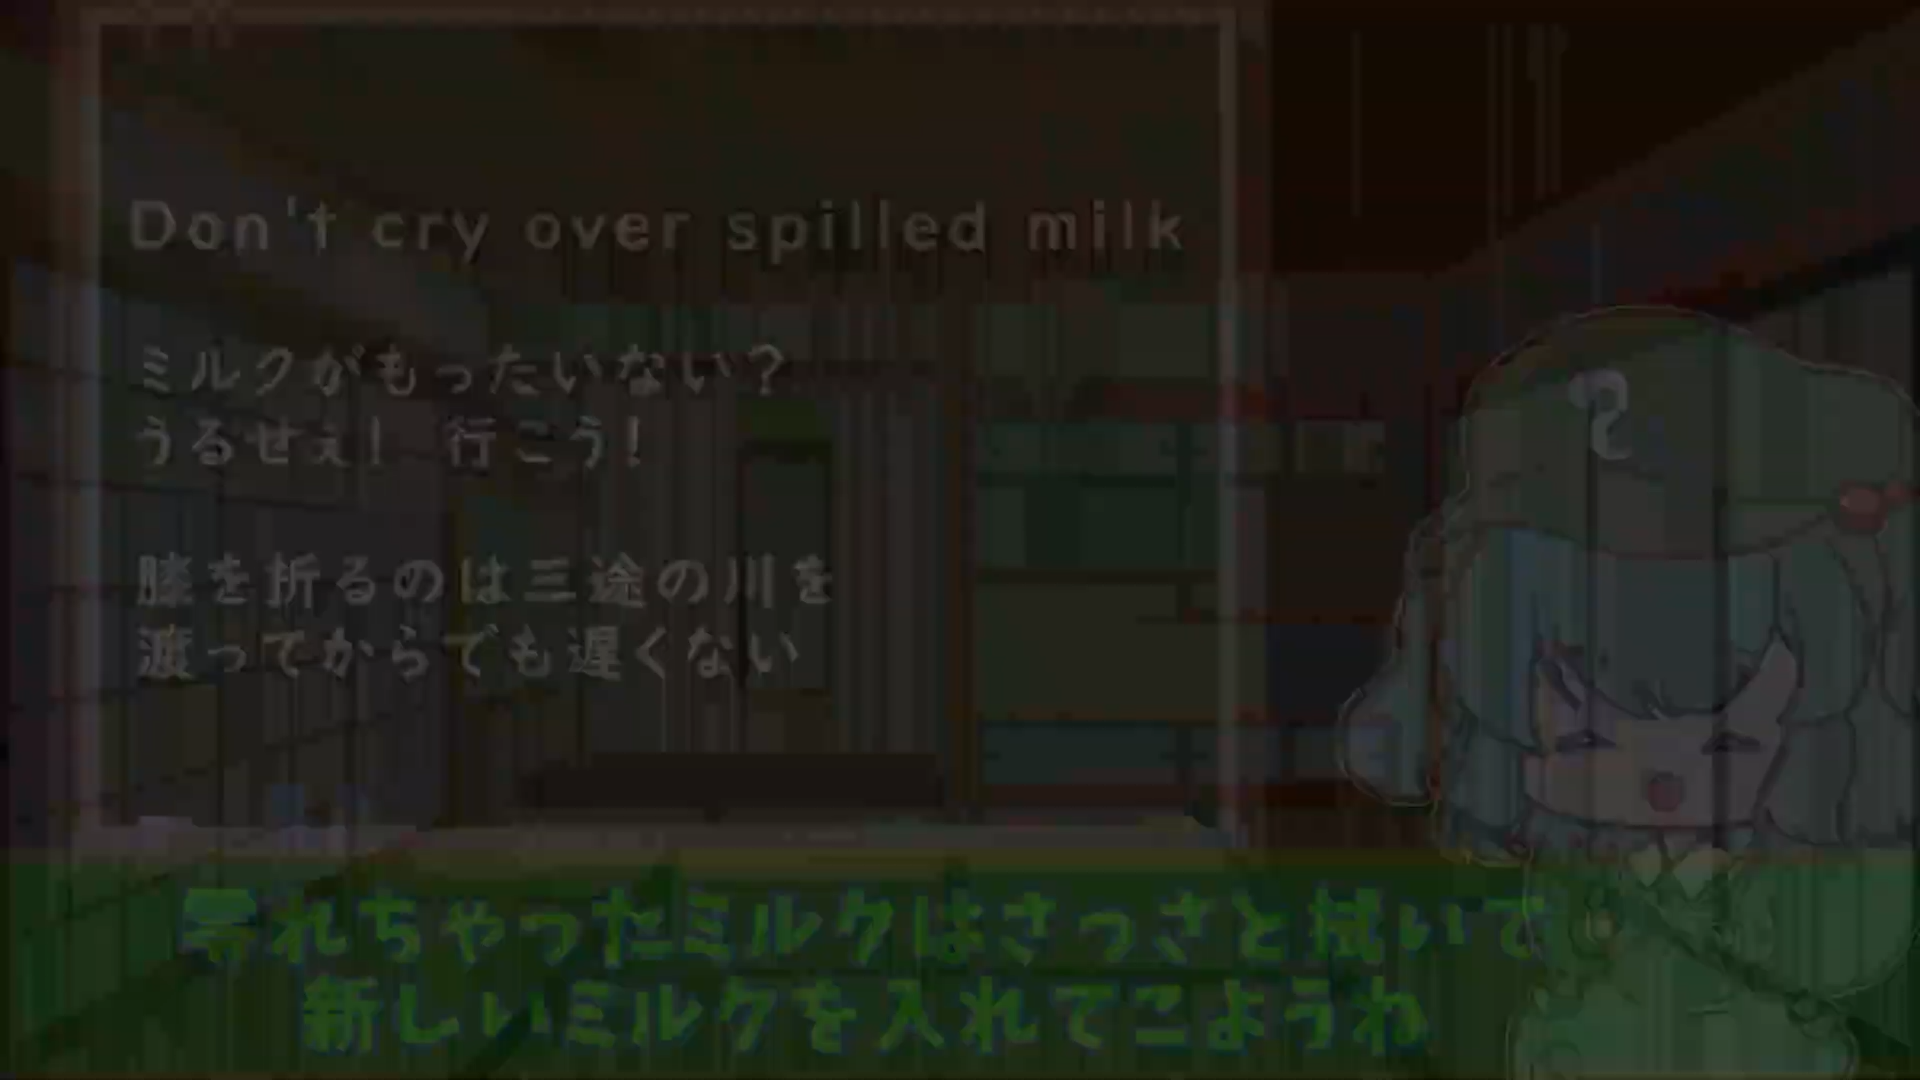 Don't cry over spilled milk
ミルクがもったいない?
うるせぇ! 行こう!
膝を折るのは三途の川を
渡ってからでも遅くない
零れちゃったミルクはさっさと拭いて
新しいミルクを入れてこようね